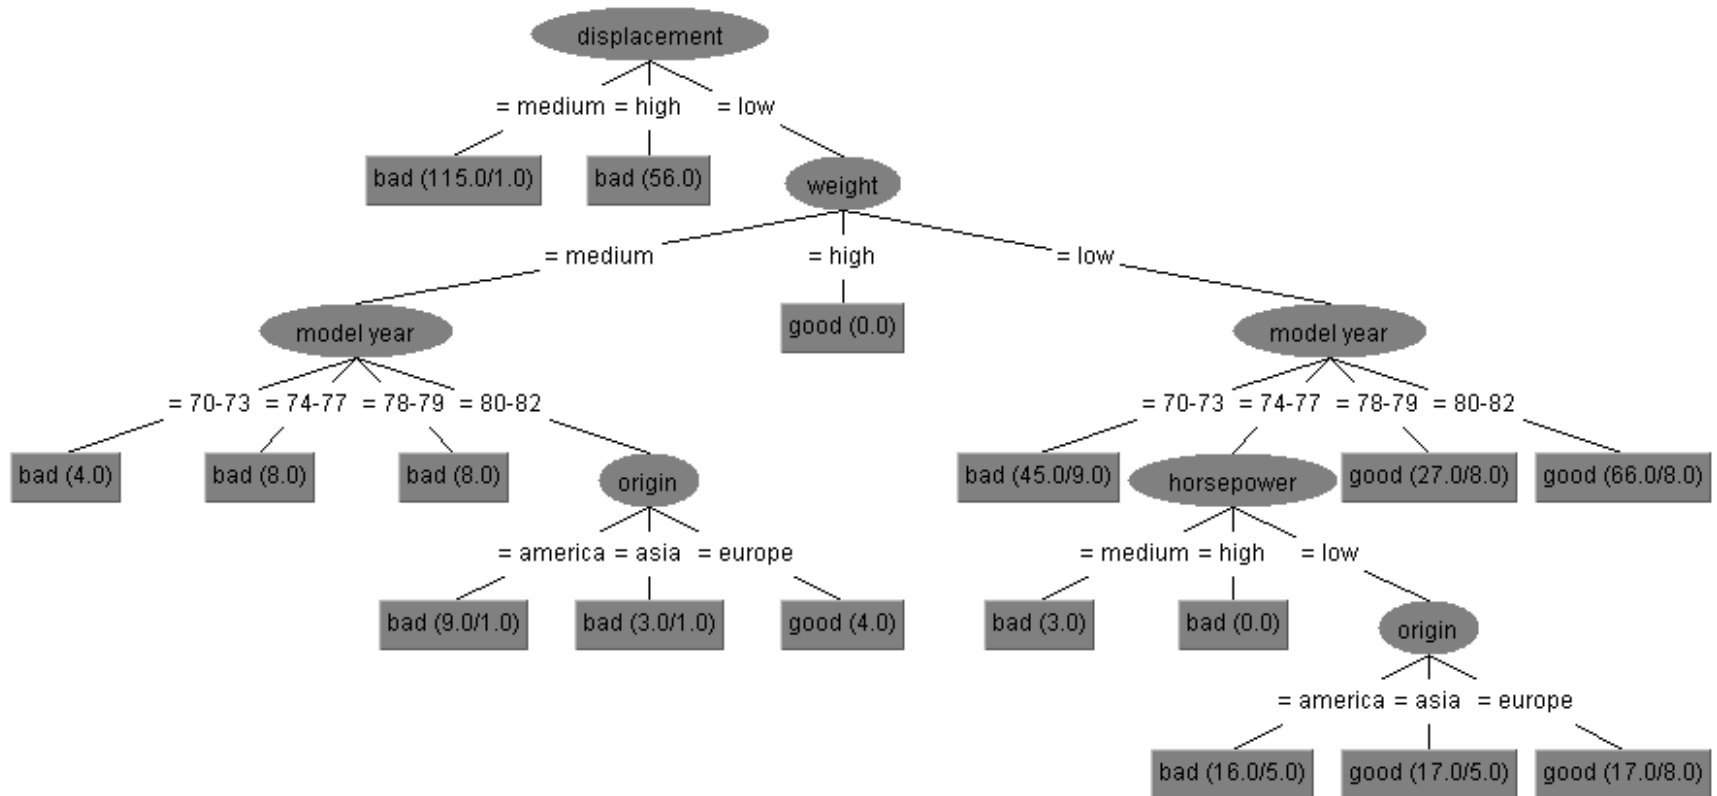 displacement
= medium = high = low
bad (115.0/1.0) bad (56.0) weight
= medium = high = low
model year good (0.0) model year
= 70-73 = 74-77 = 78-79 = 80-82 = 70-73 = 74-77 = 78-79 = 80-82
bad (4.0) bad (8.0) bad (8.0) origin bad (45.0/9.0) horsepower good (27.0/8.0) good (66.0/8.0)
= america = asia = europe = medium = high = low
bad (9.0/1.0) bad (3.0/1.0) good (4.0) bad (3.0) bad (0.0) origin
= america = asia = europe
bad (16.0/5.0) good (17.0/5.0) good (17.0/8.0)